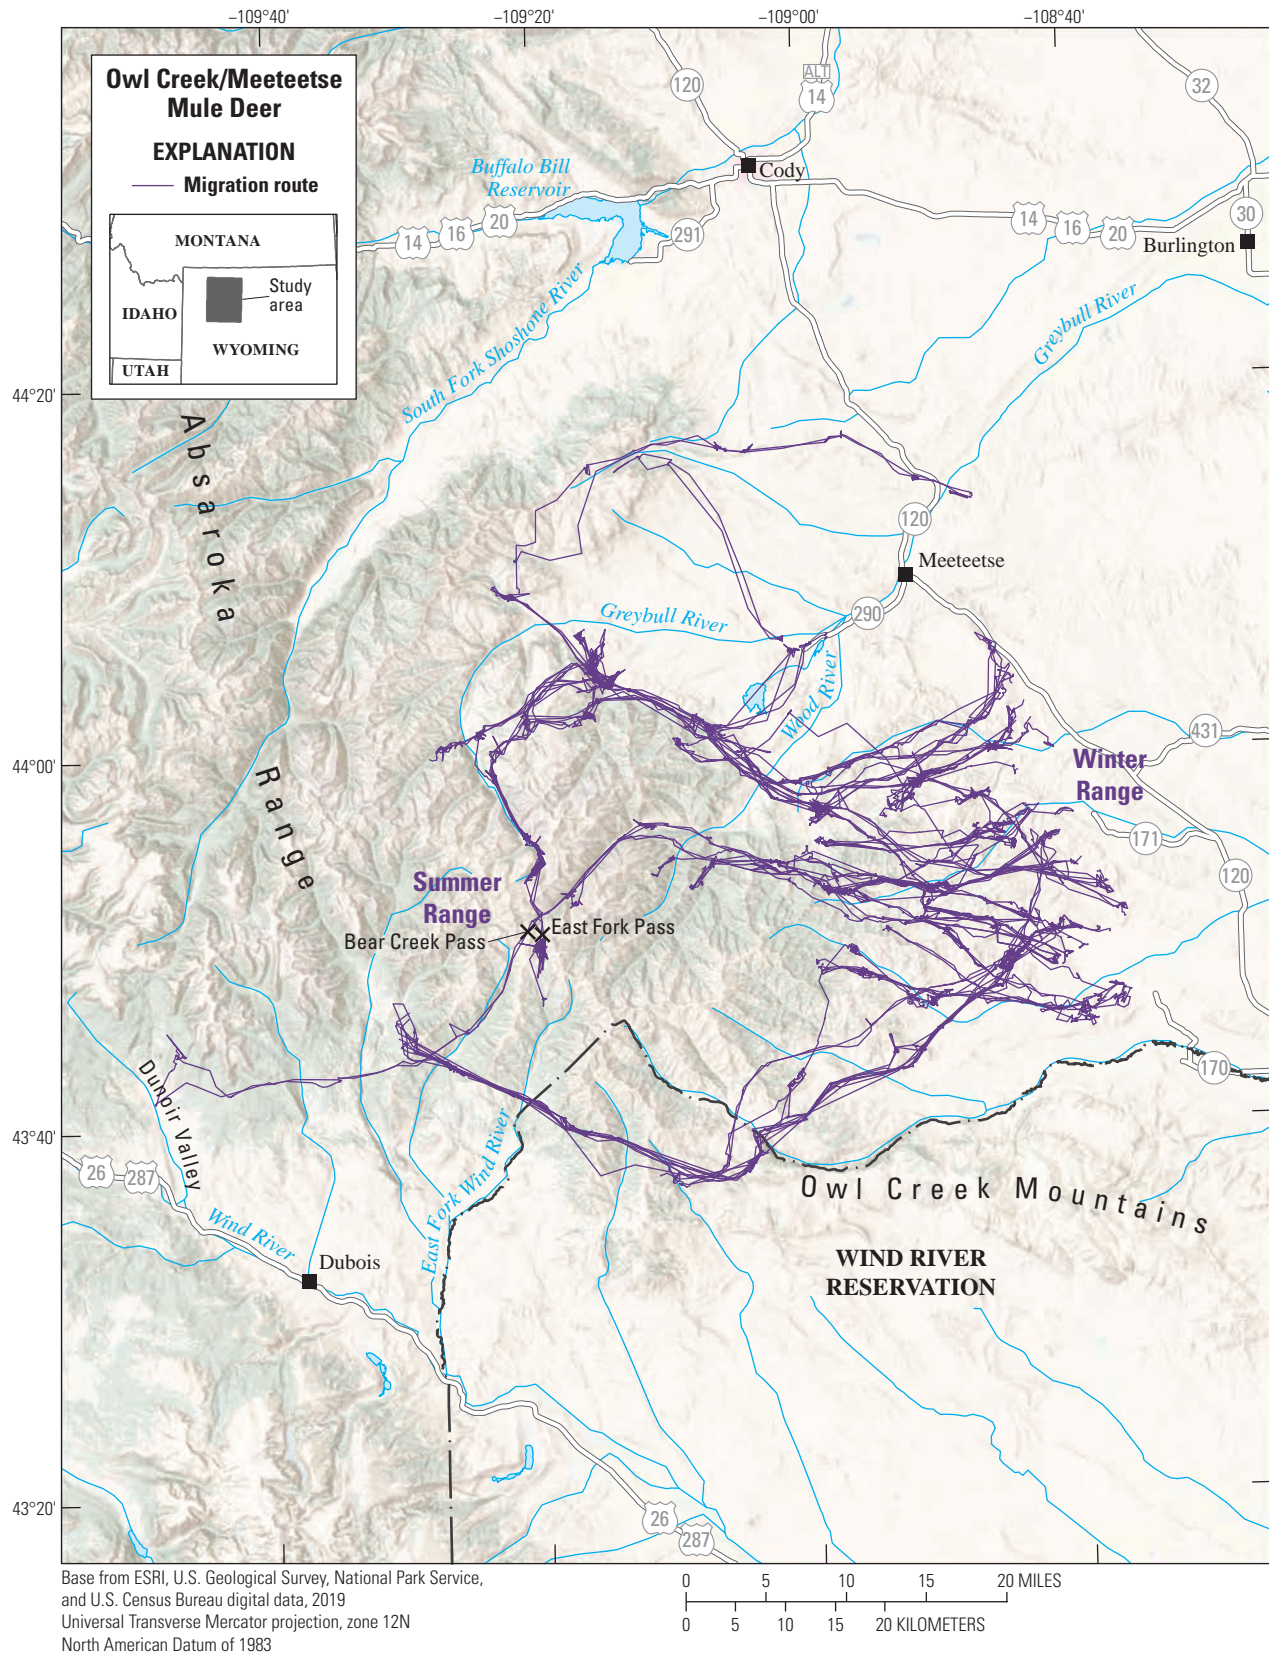 −109°40'
−109°20'
−109°00'
−108°40'
Owl Creek/Meeteetse
Mule Deer
EXPLANATION
Migration route
MONTANA
Study
area
IDAHO
WYOMING
UTAH
120
ALT
14
32
Buffalo Bill
Reservoir
Cody
14
16
20
291
14
16
20
30
Burlington
South Fork Shoshone River
Greybull River
44°20'
Absaroka
Range
120
Meeteetse
290
Greybull River
Wood River
431
44°00'
Winter
Range
171
120
Summer
Range
Bear Creek Pass
East Fork Pass
170
Dunoir Valley
43°40'
26
287
East Fork Wind River
Owl Creek Mountains
Wind River
WIND RIVER
RESERVATION
Dubois
43°20'
26
287
Base from ESRI, U.S. Geological Survey, National Park Service,
and U.S. Census Bureau digital data, 2019
Universal Transverse Mercator projection, zone 12N
North American Datum of 1983
0 5 10 15 20 MILES
0 5 10 15 20 KILOMETERS